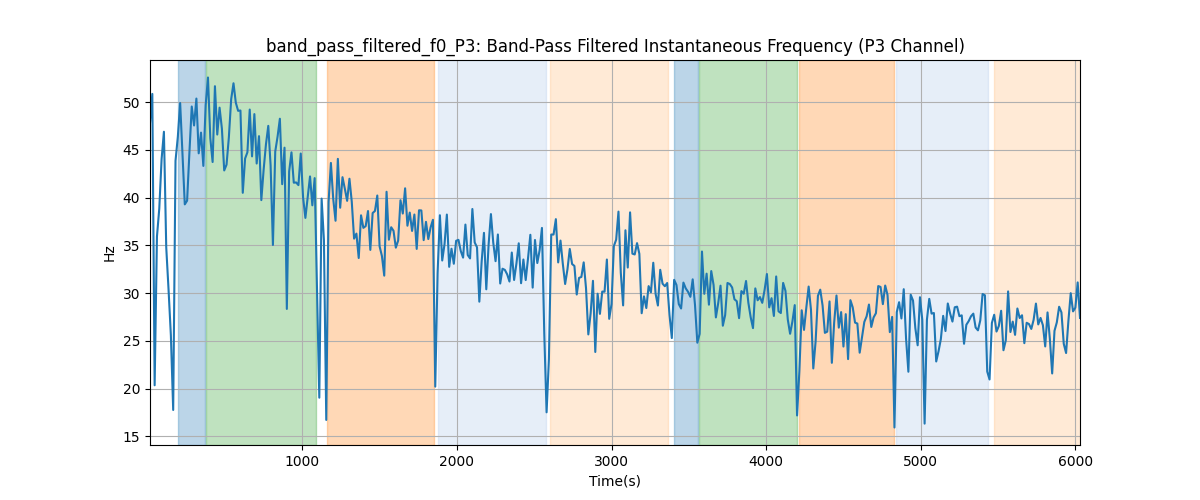 band_pass_filtered_f0_P3: Band-Pass Filtered Instantaneous Frequency (P3 Channel)
50
45
40
35
30
25
20
15
Hz
1000 2000 3000 4000 5000 6000
Time(s)